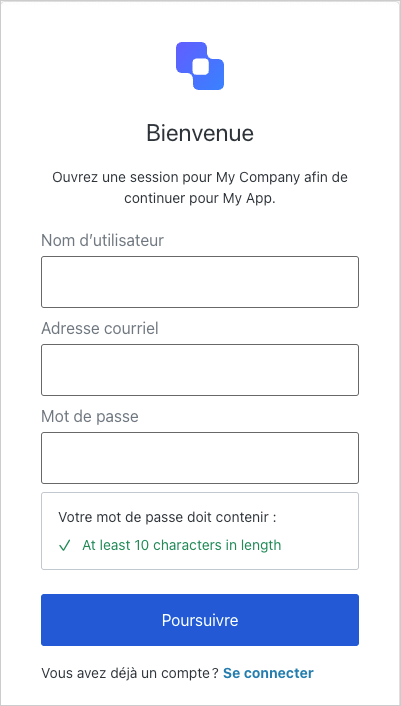 Bienvenue
Ouvrez une session pour My Company afin de
continuer pour My App.
Nom d’utilisateur
Adresse courriel
Mot de passe
Votre mot de passe doit contenir :
At least 10 characters in length
Poursuivre
Vous avez déjà un compte ? Se connecter